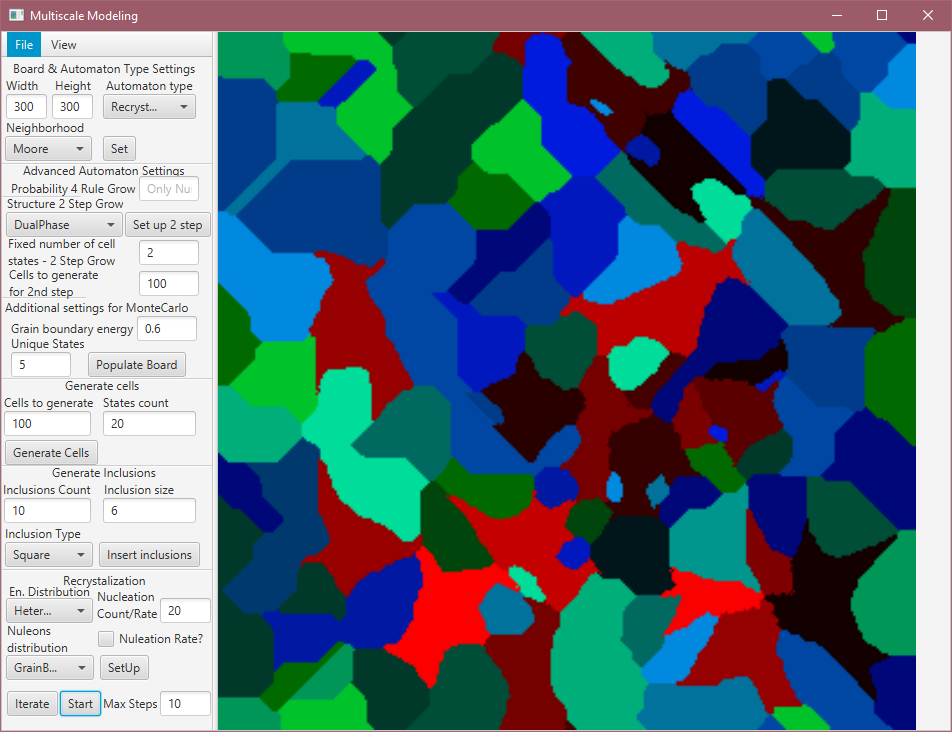 Multiscale Modeling
File View
Board & Automaton Type Settings
Width Height Automaton type
300 300 Recryst...
Neighborhood
Moore Set
Advanced Automaton Settings
Probability 4 Rule Grow Only Nu
Structure 2 Step Grow
DualPhase Set up 2 step
Fixed number of cell
states - 2 Step Grow 2
Cells to generate
for 2nd step 100
Additional settings for MonteCarlo
Grain boundary energy 0.6
Unique States
5 Populate Board
Generate cells
Cells to generate States count
100 20
Generate Cells
Generate Inclusions
Inclusions Count Inclusion size
10 6
Inclusion Type
Square Insert inclusions
Recrystalization
En. Distribution Nucleation
Heter... Count/Rate 20
Nuleons
distribution Nuleation Rate?
GrainB... SetUp
Iterate Start Max Steps 10